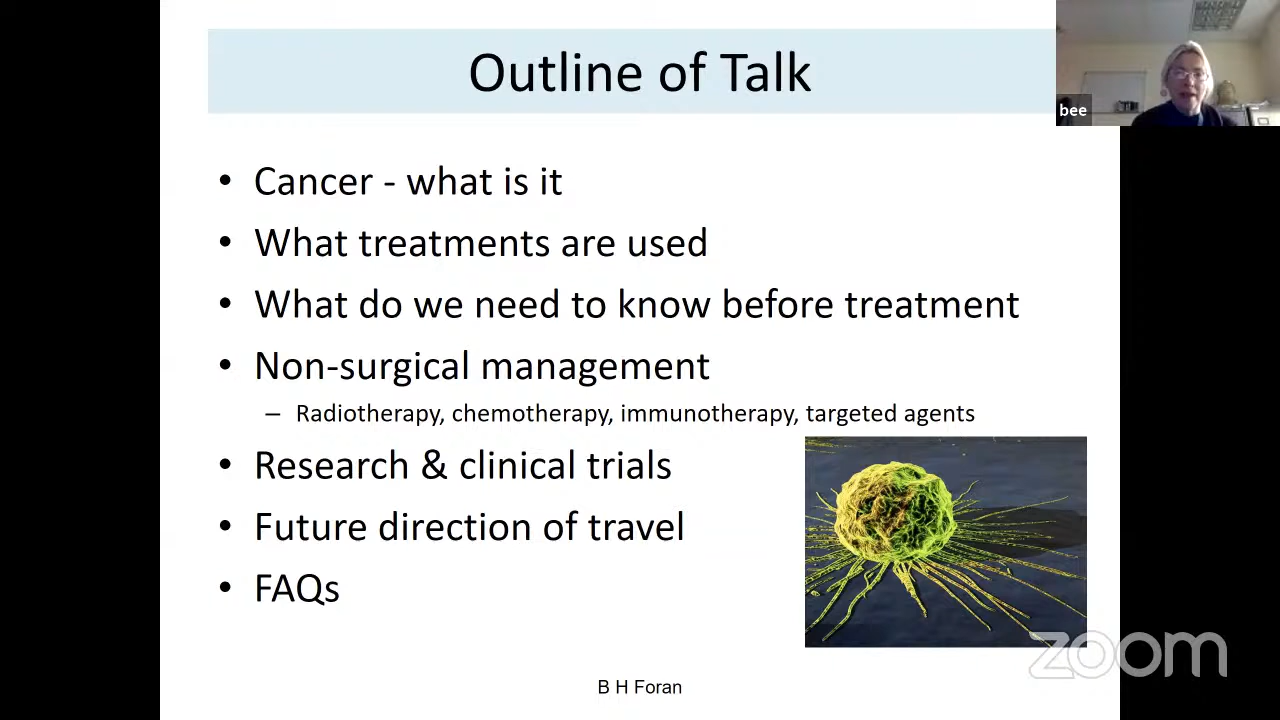 Outline of Talk
bee
• Cancer - what is it
• What treatments are used
• What do we need to know before treatment
• Non-surgical management
– Radiotherapy, chemotherapy, immunotherapy, targeted agents
• Research & clinical trials
• Future direction of travel
• FAQs
zoom
B H Foran